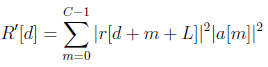 R'[d] = \sum_{m=0}^{C-1} |r[d + m + L]|^2 |a[m]|^2